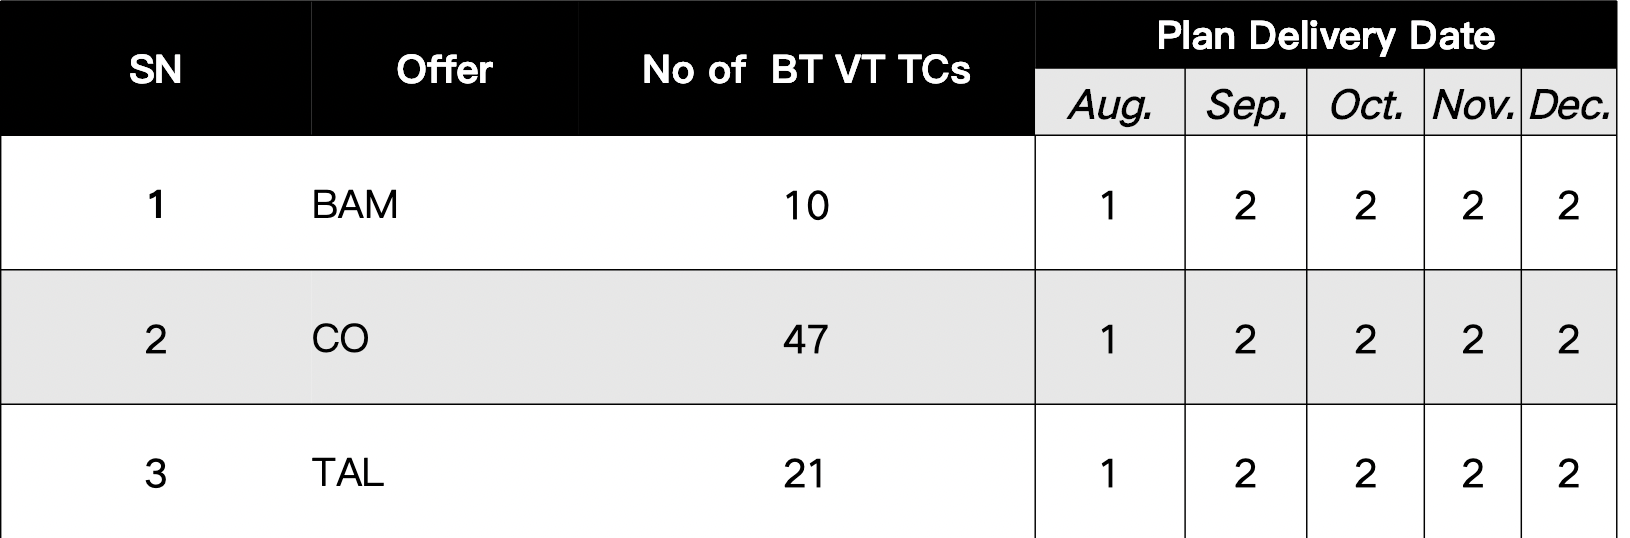 SN Offer No of BT VT TCs Plan Delivery Date
Aug. Sep. Oct. Nov. Dec.
1 BAM 10 1 2 2 2 2
2 CO 47 1 2 2 2 2
3 TAL 21 1 2 2 2 2